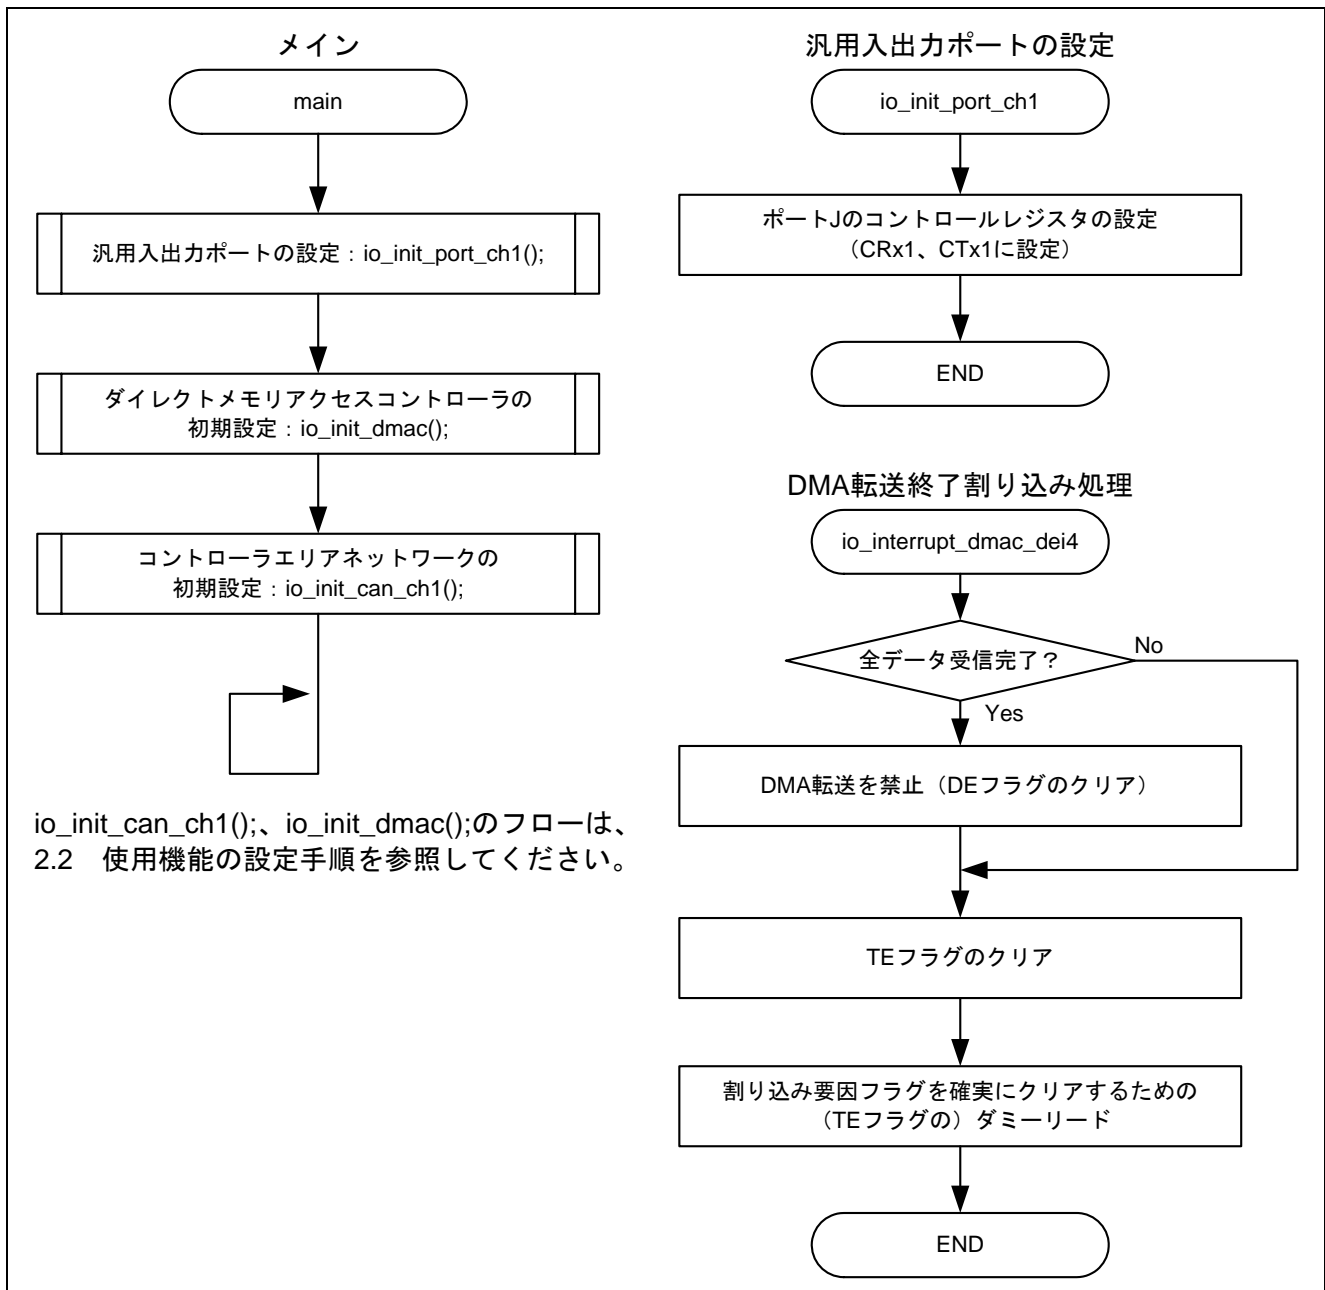 メイン
main
汎用入出力ポートの設定：io_init_port_ch1();
ダイレクトメモリアクセスコントローラの
初期設定：io_init_dmac();
コントローラエリアネットワークの
初期設定：io_init_can_ch1();
io_init_can_ch1();、io_init_dmac();のフローは、
2.2　使用機能の設定手順を参照してください。
汎用入出力ポートの設定
io_init_port_ch1
ポートJのコントロールレジスタの設定
（CRx1、CTx1に設定）
END
DMA転送終了割り込み処理
io_interrupt_dmac_dei4
全データ受信完了？
No
Yes
DMA転送を禁止（DEフラグのクリア）
TEフラグのクリア
割り込み要因フラグを確実にクリアするための
（TEフラグの）ダミーリード
END